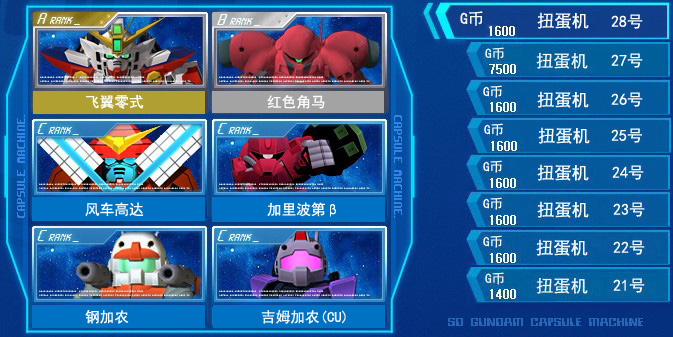 A RANK_
飞翼零式
B RANK_
红色角马
C RANK_
风车高达
C RANK_
加里波第β
C RANK_
钢加农
C RANK_
吉姆加农(CU)
CAPSULE MACHINE
CAPSULE MACHINE
G币 1600 扭蛋机 28号
G币 7500 扭蛋机 27号
G币 1600 扭蛋机 26号
G币 1600 扭蛋机 25号
G币 1600 扭蛋机 24号
G币 1600 扭蛋机 23号
G币 1600 扭蛋机 22号
G币 1400 扭蛋机 21号
SD GUNDAM CAPSULE MACHINE